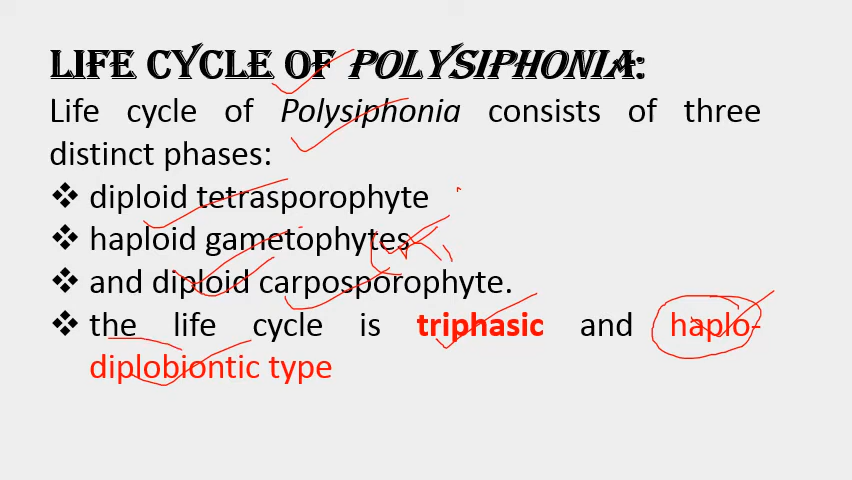 LIFE CYCLE OF POLYSIPHONIA:
Life cycle of Polysiphonia consists of three
distinct phases:
❖ diploid tetrasporophyte
❖ haploid gametophytes
❖ and diploid carposporophyte.
❖ the life cycle is triphasic and haplo-
diplobiontic type